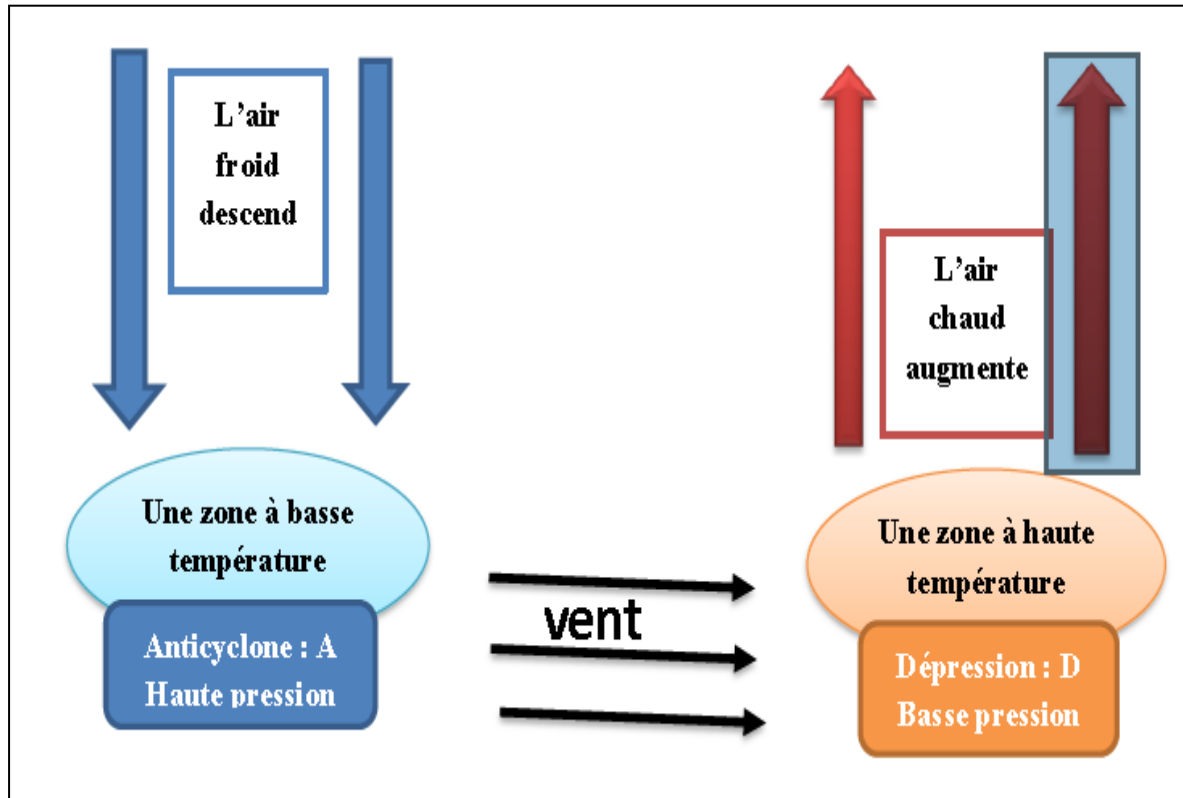 L'air
froid
descend
L'air
chaud
augmente
Une zone à basse
température
Anticyclone : A
Haute pression
vent
Une zone à haute
température
Dépression : D
Basse pression